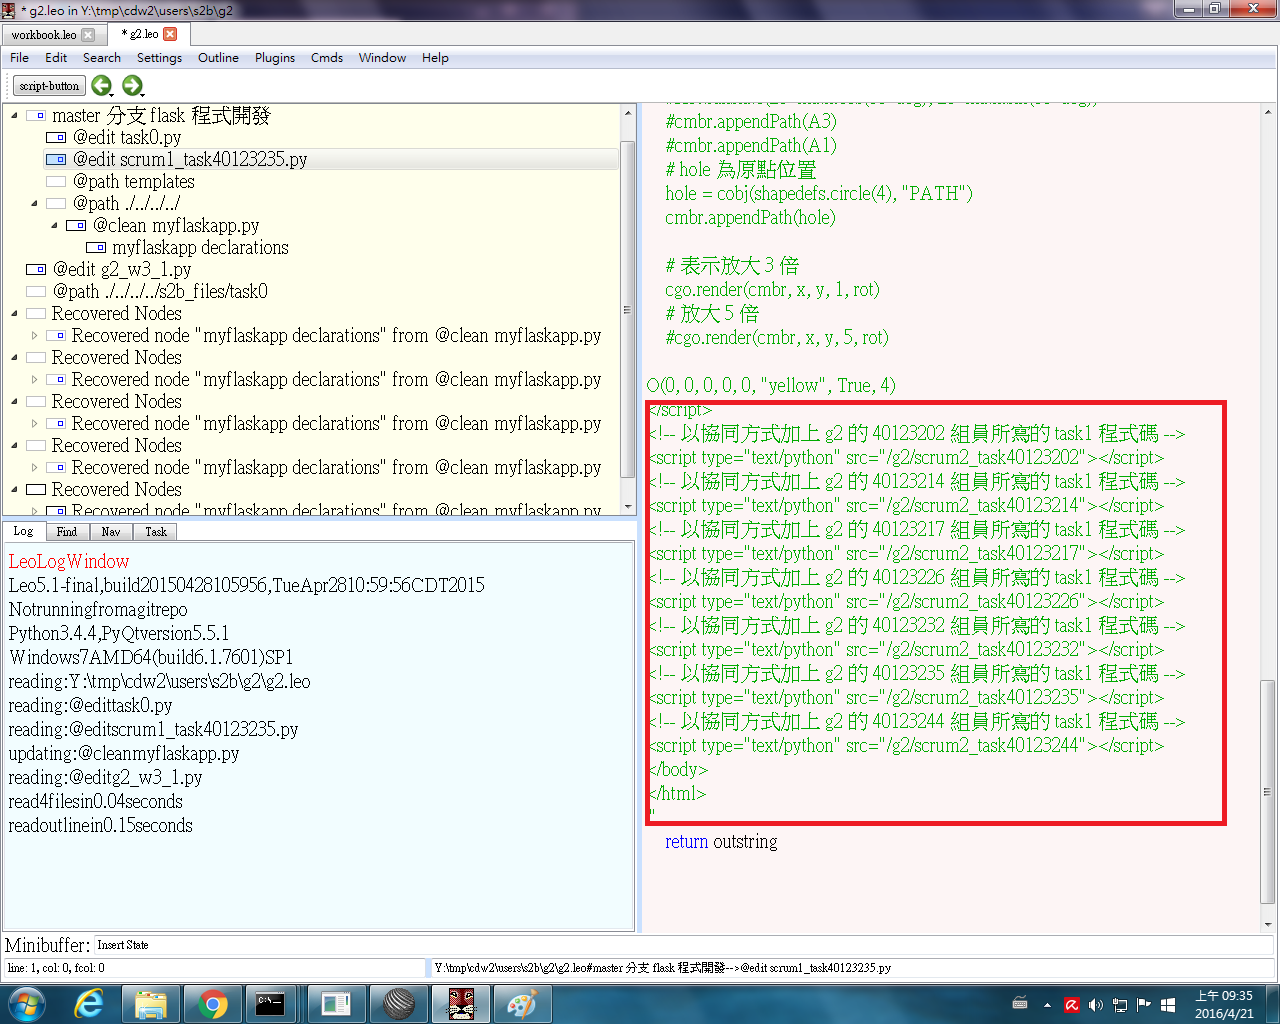 * g2.leo in Y:\tmp\cdw2\users\s2b\g2
workbook.leo
* g2.leo
File Edit Search Settings Outline Plugins Cmds Window Help
script-button
master 分支 flask 程式開發
@edit task0.py
@edit scrum1_task40123235.py
@path templates
@path ./../../../
@clean myflaskapp.py
myflaskapp declarations
@edit g2_w3_1.py
@path ./../../../s2b_files/task0
Recovered Nodes
Recovered node "myflaskapp declarations" from @clean myflaskapp.py
Recovered Nodes
Recovered node "myflaskapp declarations" from @clean myflaskapp.py
Recovered Nodes
Recovered node "myflaskapp declarations" from @clean myflaskapp.py
Recovered Nodes
Recovered node "myflaskapp declarations" from @clean myflaskapp.py
Recovered Nodes
Recovered node "myflaskapp declarations" from @clean myflaskapp.py
Log Find Nav Task
LeoLogWindow
Leo5.1-final,build20150428105956,TueApr2810:59:56CDT2015
Notrunningfromagitrepo
Python3.4.4,PyQtversion5.5.1
Windows7AMD64(build6.1.7601)SP1
reading:Y:\tmp\cdw2\users\s2b\g2\g2.leo
reading:@edittask0.py
reading:@editscrum1_task40123235.py
updating:@cleanmyflaskapp.py
reading:@editg2_w3_1.py
read4filesin0.04seconds
readoutlinein0.15seconds
#cmbr.appendPath(A3)
#cmbr.appendPath(A1)
# hole 為原點位置
hole = cobj(shapedefs.circle(4), "PATH")
cmbr.appendPath(hole)
# 表示放大 3 倍
cgo.render(cmbr, x, y, 1, rot)
# 放大 5 倍
#cgo.render(cmbr, x, y, 5, rot)
O(0, 0, 0, 0, 0, "yellow", True, 4)
</script>
<!-- 以協同方式加上 g2 的 40123202 組員所寫的 task1 程式碼 -->
<script type="text/python" src="/g2/scrum2_task40123202"></script>
<!-- 以協同方式加上 g2 的 40123214 組員所寫的 task1 程式碼 -->
<script type="text/python" src="/g2/scrum2_task40123214"></script>
<!-- 以協同方式加上 g2 的 40123217 組員所寫的 task1 程式碼 -->
<script type="text/python" src="/g2/scrum2_task40123217"></script>
<!-- 以協同方式加上 g2 的 40123226 組員所寫的 task1 程式碼 -->
<script type="text/python" src="/g2/scrum2_task40123226"></script>
<!-- 以協同方式加上 g2 的 40123232 組員所寫的 task1 程式碼 -->
<script type="text/python" src="/g2/scrum2_task40123232"></script>
<!-- 以協同方式加上 g2 的 40123235 組員所寫的 task1 程式碼 -->
<script type="text/python" src="/g2/scrum2_task40123235"></script>
<!-- 以協同方式加上 g2 的 40123244 組員所寫的 task1 程式碼 -->
<script type="text/python" src="/g2/scrum2_task40123244"></script>
</body>
</html>
return outstring
Minibuffer: Insert State
line: 1, col: 0, fcol: 0
Y:\tmp\cdw2\users\s2b\g2\g2.leo#master 分支 flask 程式開發-->@edit scrum1_task40123235.py
上午 09:35
2016/4/21